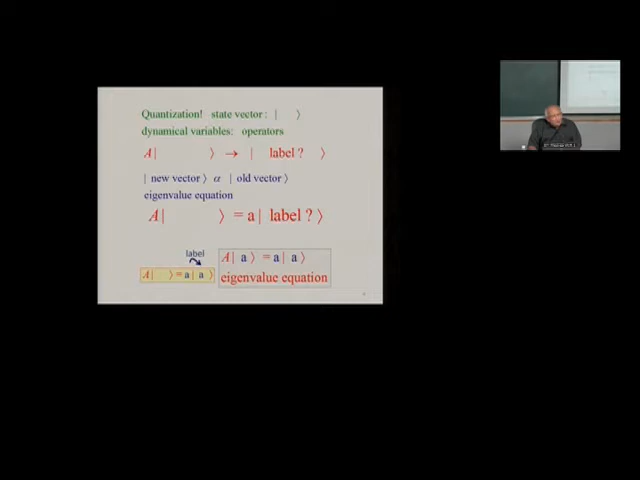 Quantization! state vector : | ⟩
dynamical variables: operators
A| ⟩ → | label ? ⟩
| new vector ⟩ α | old vector ⟩
eigenvalue equation
A| ⟩ = a | label ? ⟩
label
A| ⟩ = a | a ⟩
A | a ⟩ = a | a ⟩
eigenvalue equation